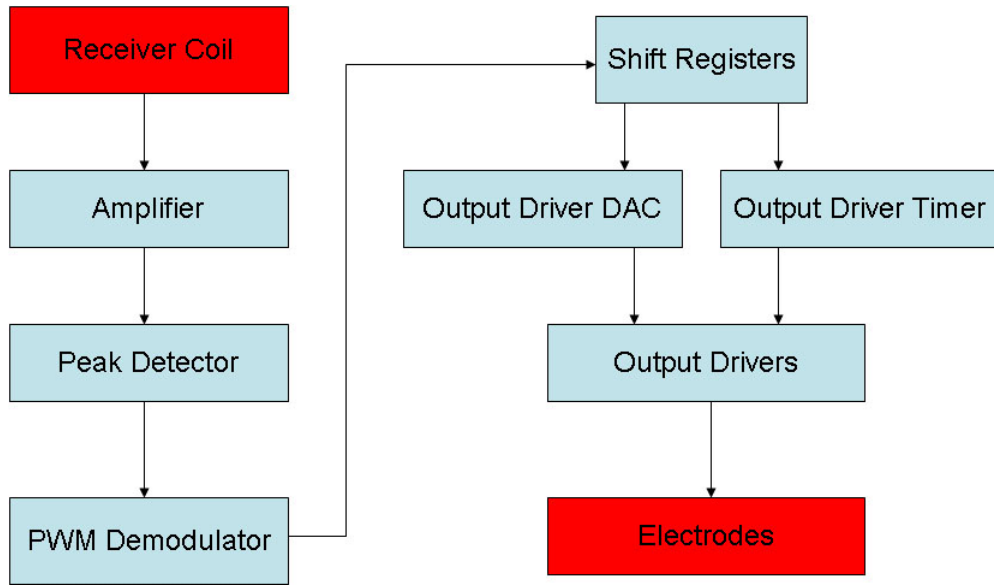 Receiver Coil
Amplifier
Peak Detector
PWM Demodulator
Shift Registers
Output Driver DAC
Output Driver Timer
Output Drivers
Electrodes